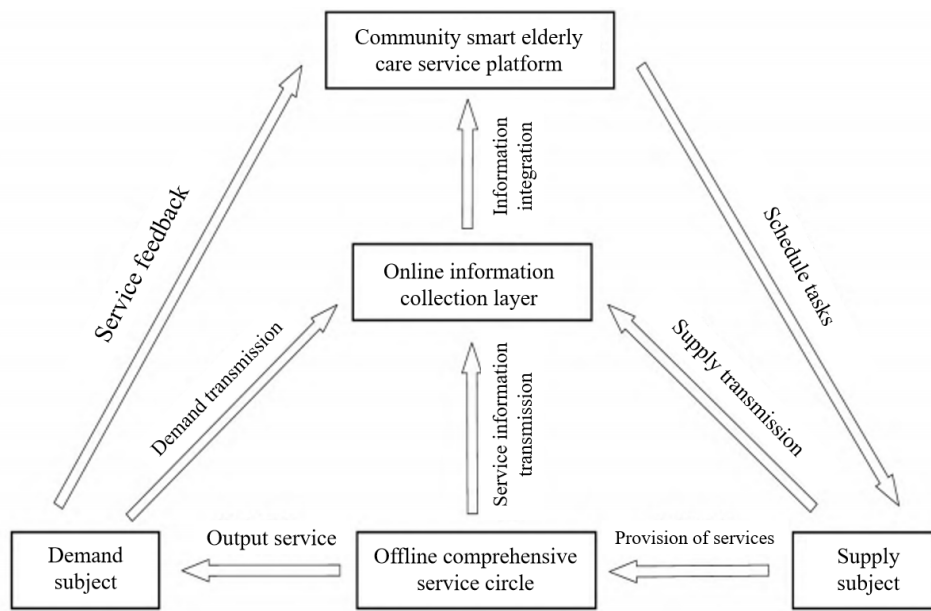 Community smart elderly
care service platform
Service feedback
Information
integration
Schedule tasks
Online information
collection layer
Demand transmission
Supply transmission
Service information
transmission
Demand
subject
Output service
Offline comprehensive
service circle
Provision of services
Supply
subject